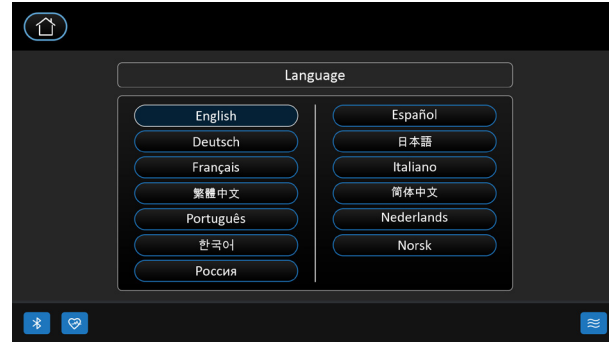 Language
English
Deutsch
Français
繁體中文
Português
한국어
Россия
Español
日本語
Italiano
简体中文
Nederlands
Norsk